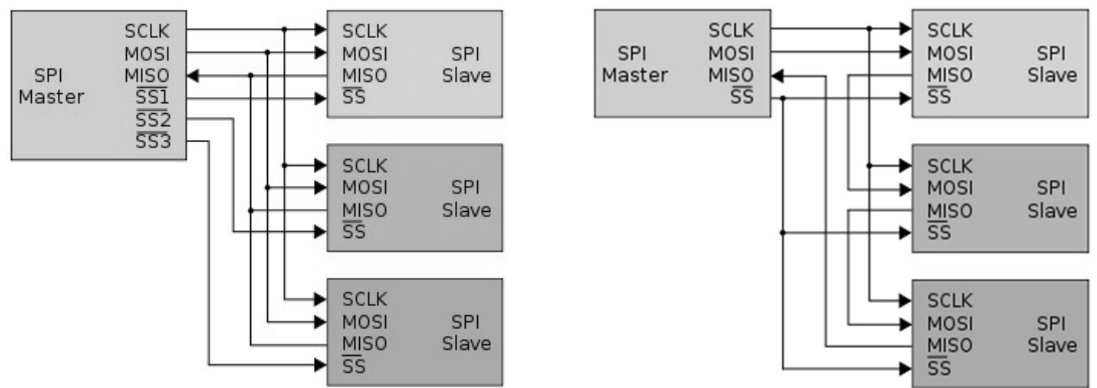 SCLK
MOSI
SPI MISO
Master SS1
SS2
SS3
SCLK
MOSI SPI
MISO Slave
SS
SCLK
MOSI SPI
MISO Slave
SS
SCLK
MOSI SPI
MISO Slave
SS
SCLK
SPI MOSI
Master MISO
SS
SCLK
MOSI SPI
MISO Slave
SS
SCLK
MOSI SPI
MISO Slave
SS
SCLK
MOSI SPI
MISO Slave
SS